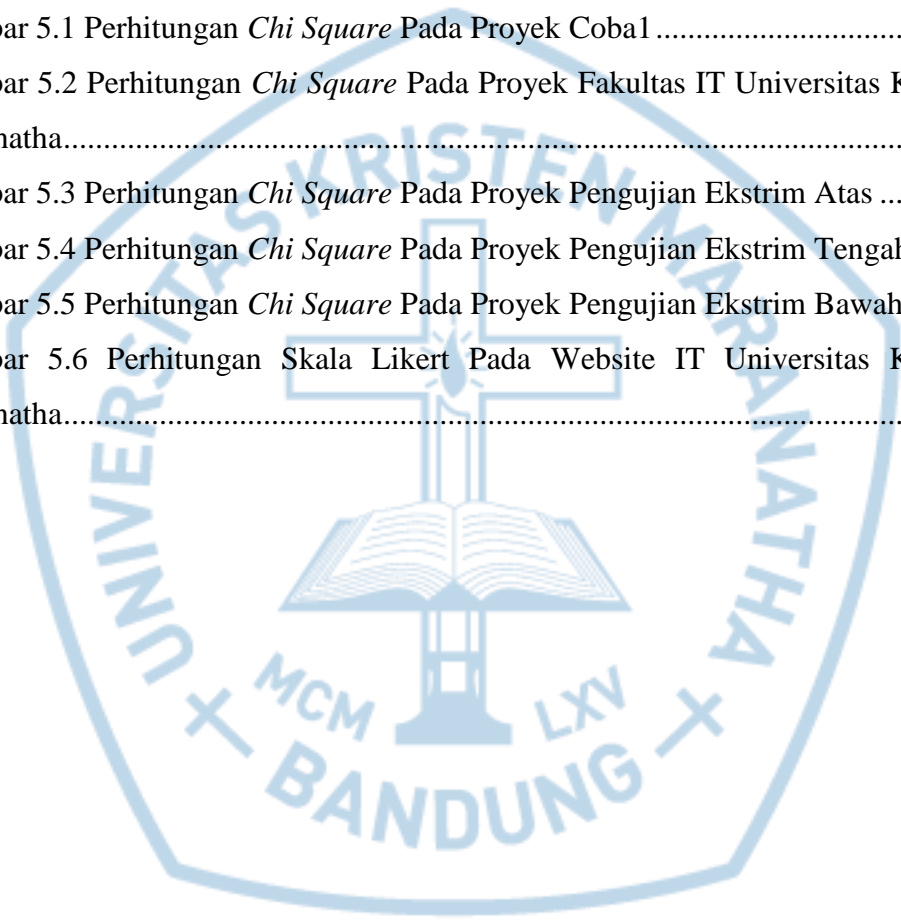 bar 5.1 Perhitungan Chi Square Pada Proyek Coba1..................................
bar 5.2 Perhitungan Chi Square Pada Proyek Fakultas IT Universitas K
natha.........................................................................................................
bar 5.3 Perhitungan Chi Square Pada Proyek Pengujian Ekstrim Atas ...
bar 5.4 Perhitungan Chi Square Pada Proyek Pengujian Ekstrim Tengah
bar 5.5 Perhitungan Chi Square Pada Proyek Pengujian Ekstrim Bawah
bar 5.6 Perhitungan Skala Likert Pada Website IT Universitas K
natha.........................................................................................................
UNIVERSITAS KRISTEN MARANATHA
MCM LXV
BANDUNG